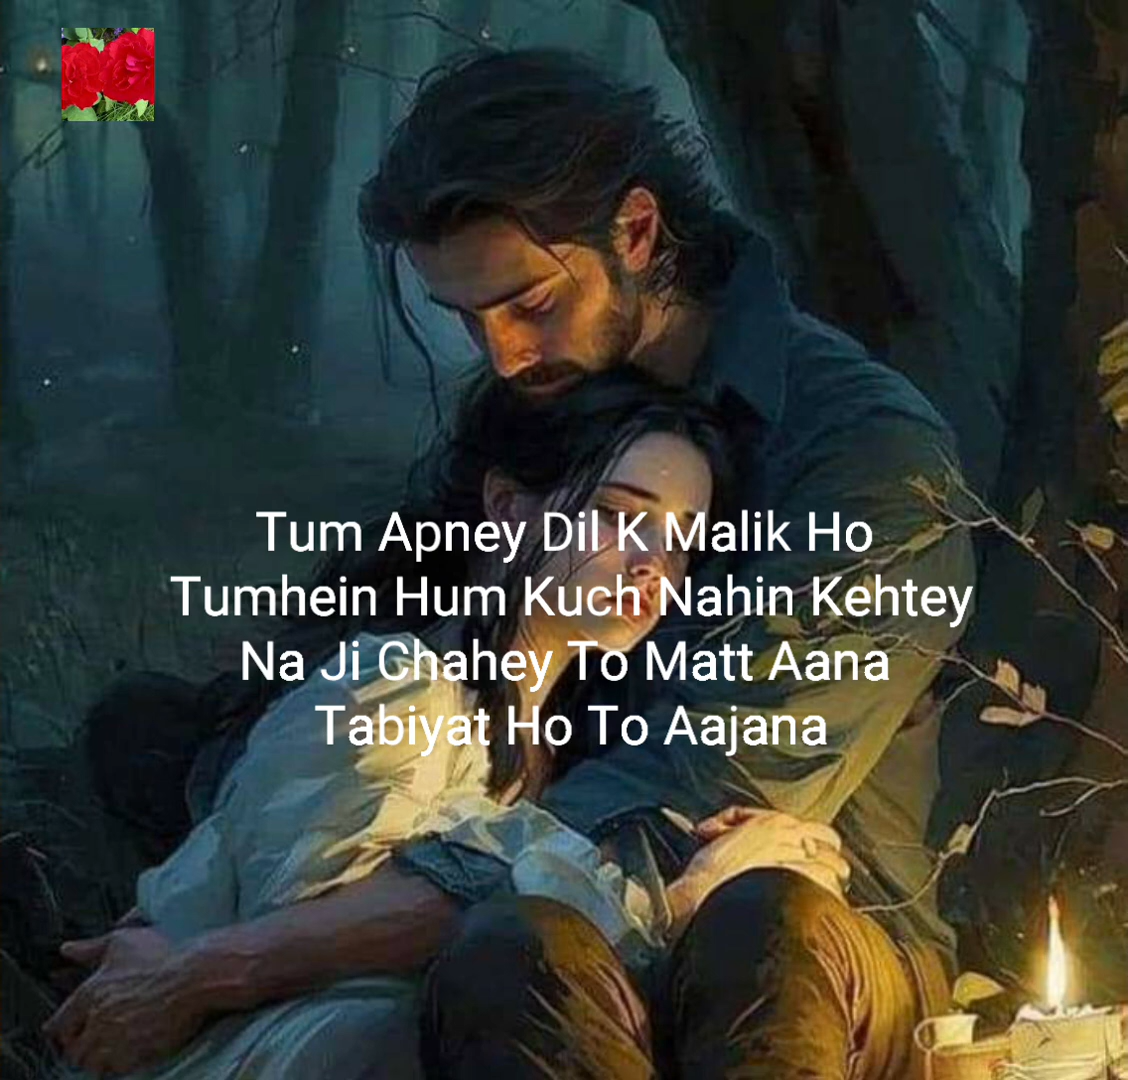 Tum Apney Dil K Malik Ho
Tumhein Hum Kuch Nahin Kehtey
Na Ji Chahey To Matt Aana
Tabiyat Ho To Aajana